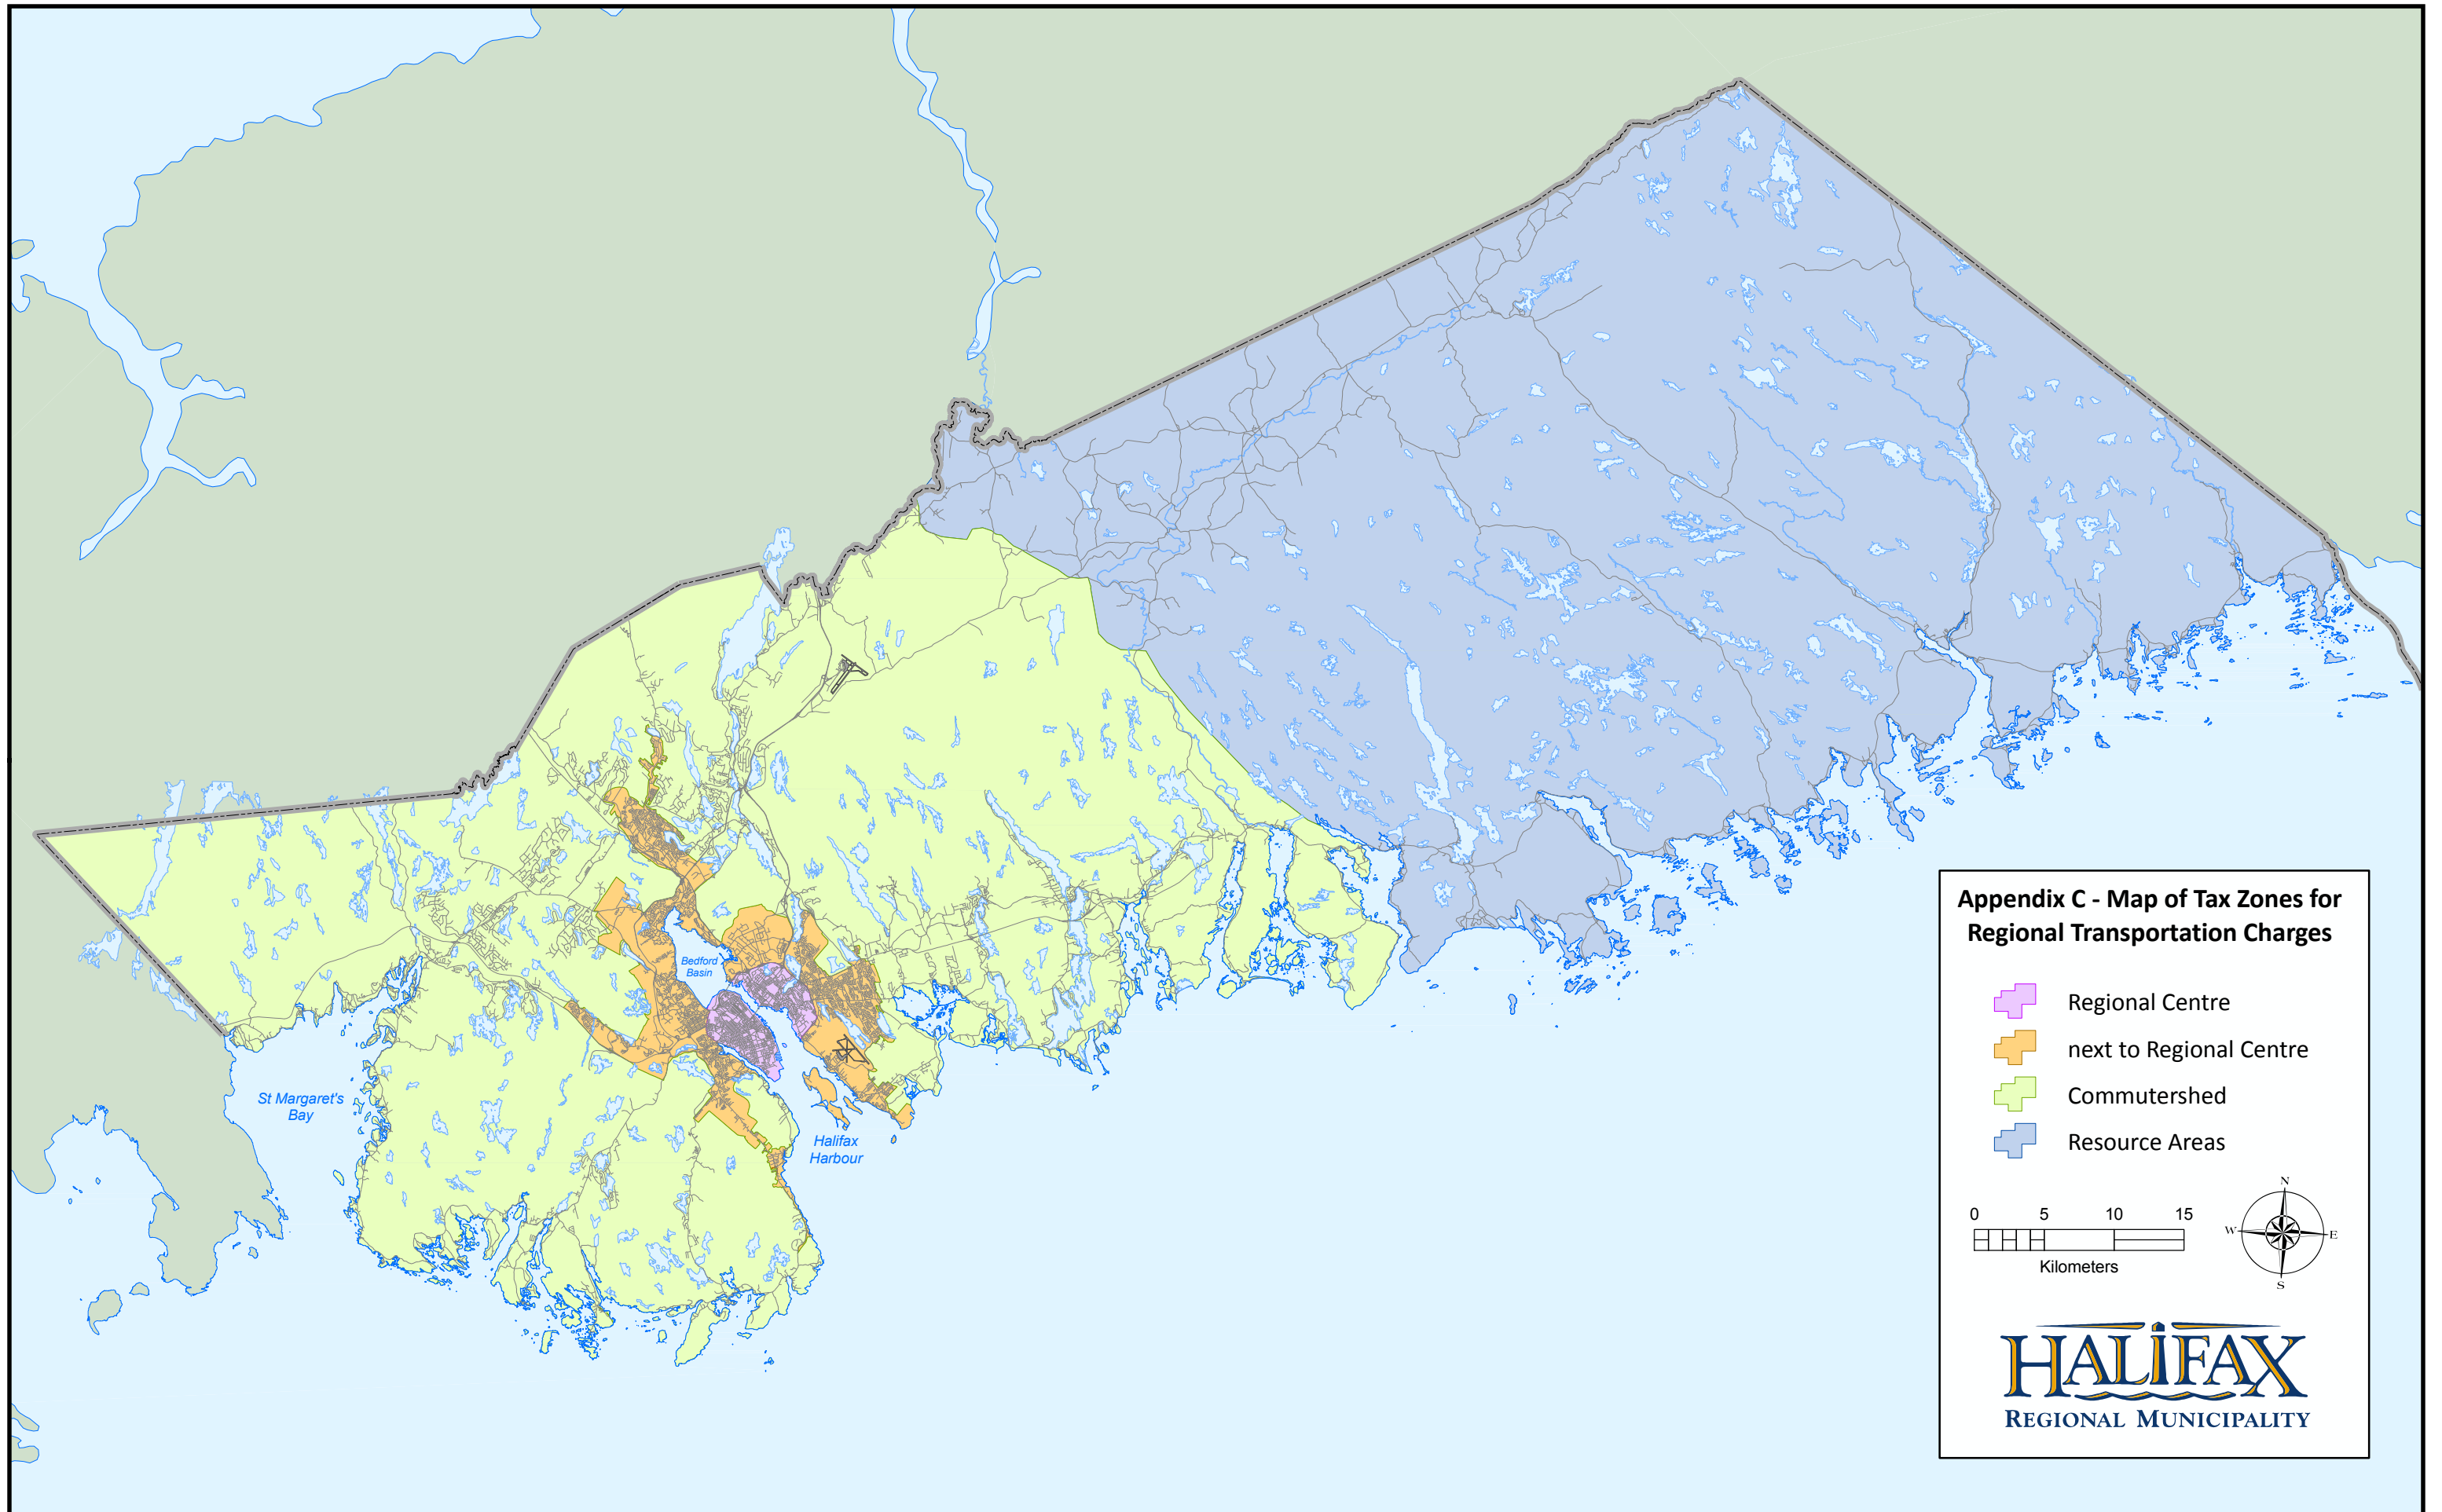 Bedford
Basin
St Margaret's
Bay
Halifax
Harbour
Appendix C - Map of Tax Zones for
Regional Transportation Charges
Regional Centre
next to Regional Centre
Commutershed
Resource Areas
0 5 10 15
Kilometers
N
W E
S
HALIFAX
REGIONAL MUNICIPALITY